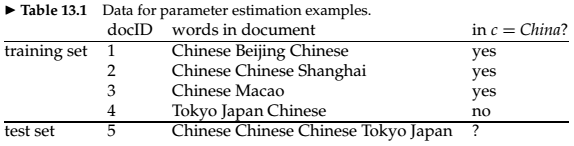 ► Table 13.1 Data for parameter estimation examples.
docID words in document in c = China?
training set 1 Chinese Beijing Chinese yes
2 Chinese Chinese Shanghai yes
3 Chinese Macao yes
4 Tokyo Japan Chinese no
test set 5 Chinese Chinese Chinese Tokyo Japan ?